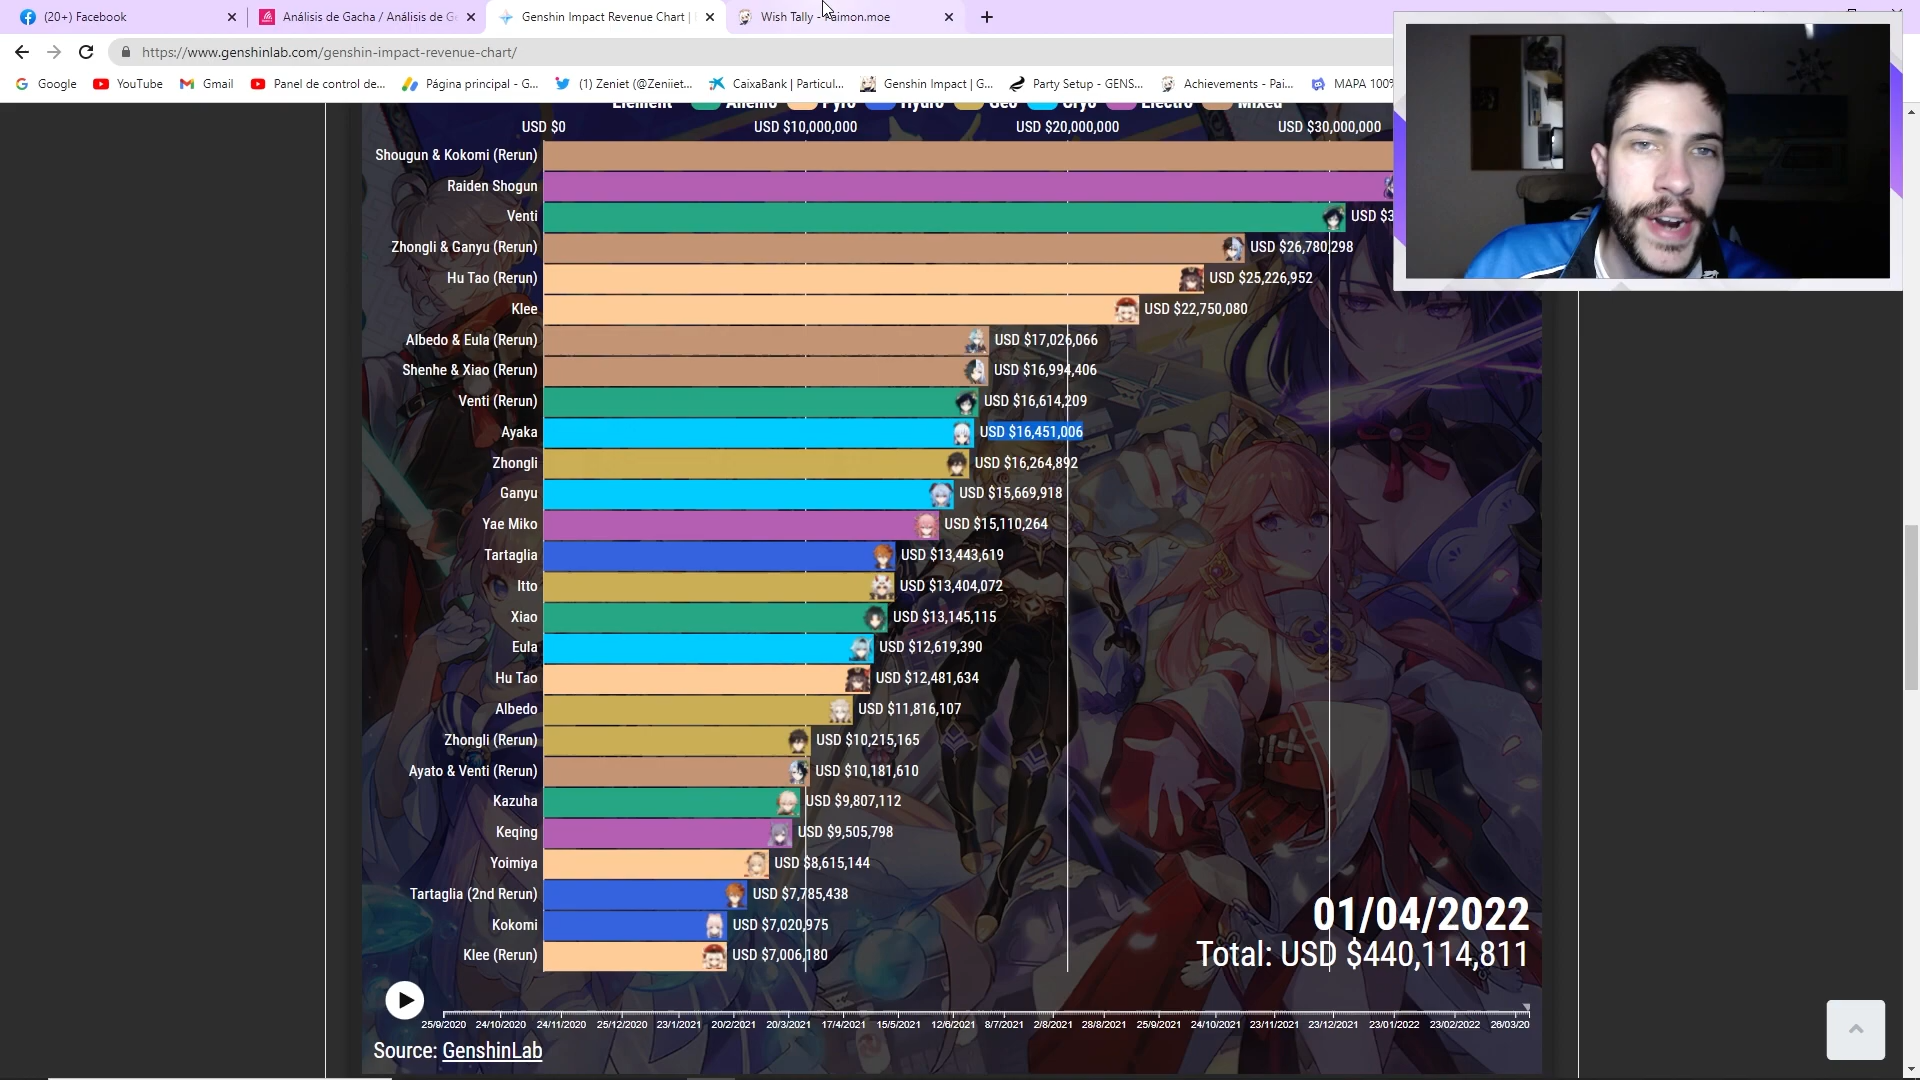 (20+) Facebook
Análisis de Gacha / Análisis de G
Genshin Impact Revenue Chart |
Wish Tally - Paimon.moe
https://www.genshinlab.com/genshin-impact-revenue-chart/
Google
YouTube
Gmail
Panel de control de...
Página principal - G...
(1) Zeniet (@Zeniiet...
CaixaBank | Particul...
Genshin Impact | G...
Party Setup - GENS...
Achievements - Pai...
MAPA 100%
Element Anemo Pyro Hydro Geo Cryo Electro Mixed
USD $0 USD $10,000,000 USD $20,000,000 USD $30,000,000
Shougun & Kokomi (Rerun)
Raiden Shogun
Venti USD $3
Zhongli & Ganyu (Rerun) USD $26,780,298
Hu Tao (Rerun) USD $25,226,952
Klee USD $22,750,080
Albedo & Eula (Rerun) USD $17,026,066
Shenhe & Xiao (Rerun) USD $16,994,406
Venti (Rerun) USD $16,614,209
Ayaka USD $16,451,006
Zhongli USD $16,264,892
Ganyu USD $15,669,918
Yae Miko USD $15,110,264
Tartaglia USD $13,443,619
Itto USD $13,404,072
Xiao USD $13,145,115
Eula USD $12,619,390
Hu Tao USD $12,481,634
Albedo USD $11,816,107
Zhongli (Rerun) USD $10,215,165
Ayato & Venti (Rerun) USD $10,181,610
Kazuha USD $9,807,112
Keqing USD $9,505,798
Yoimiya USD $8,615,144
Tartaglia (2nd Rerun) USD $7,785,438
Kokomi USD $7,020,975
Klee (Rerun) USD $7,006,180
01/04/2022
Total: USD $440,114,811
25/9/2020 24/10/2020 24/11/2020 25/12/2020 23/1/2021 20/2/2021 20/3/2021 17/4/2021 15/5/2021 12/6/2021 8/7/2021 2/8/2021 28/8/2021 25/9/2021 24/10/2021 23/11/2021 23/12/2021 23/01/2022 23/02/2022 26/03/20
Source: GenshinLab